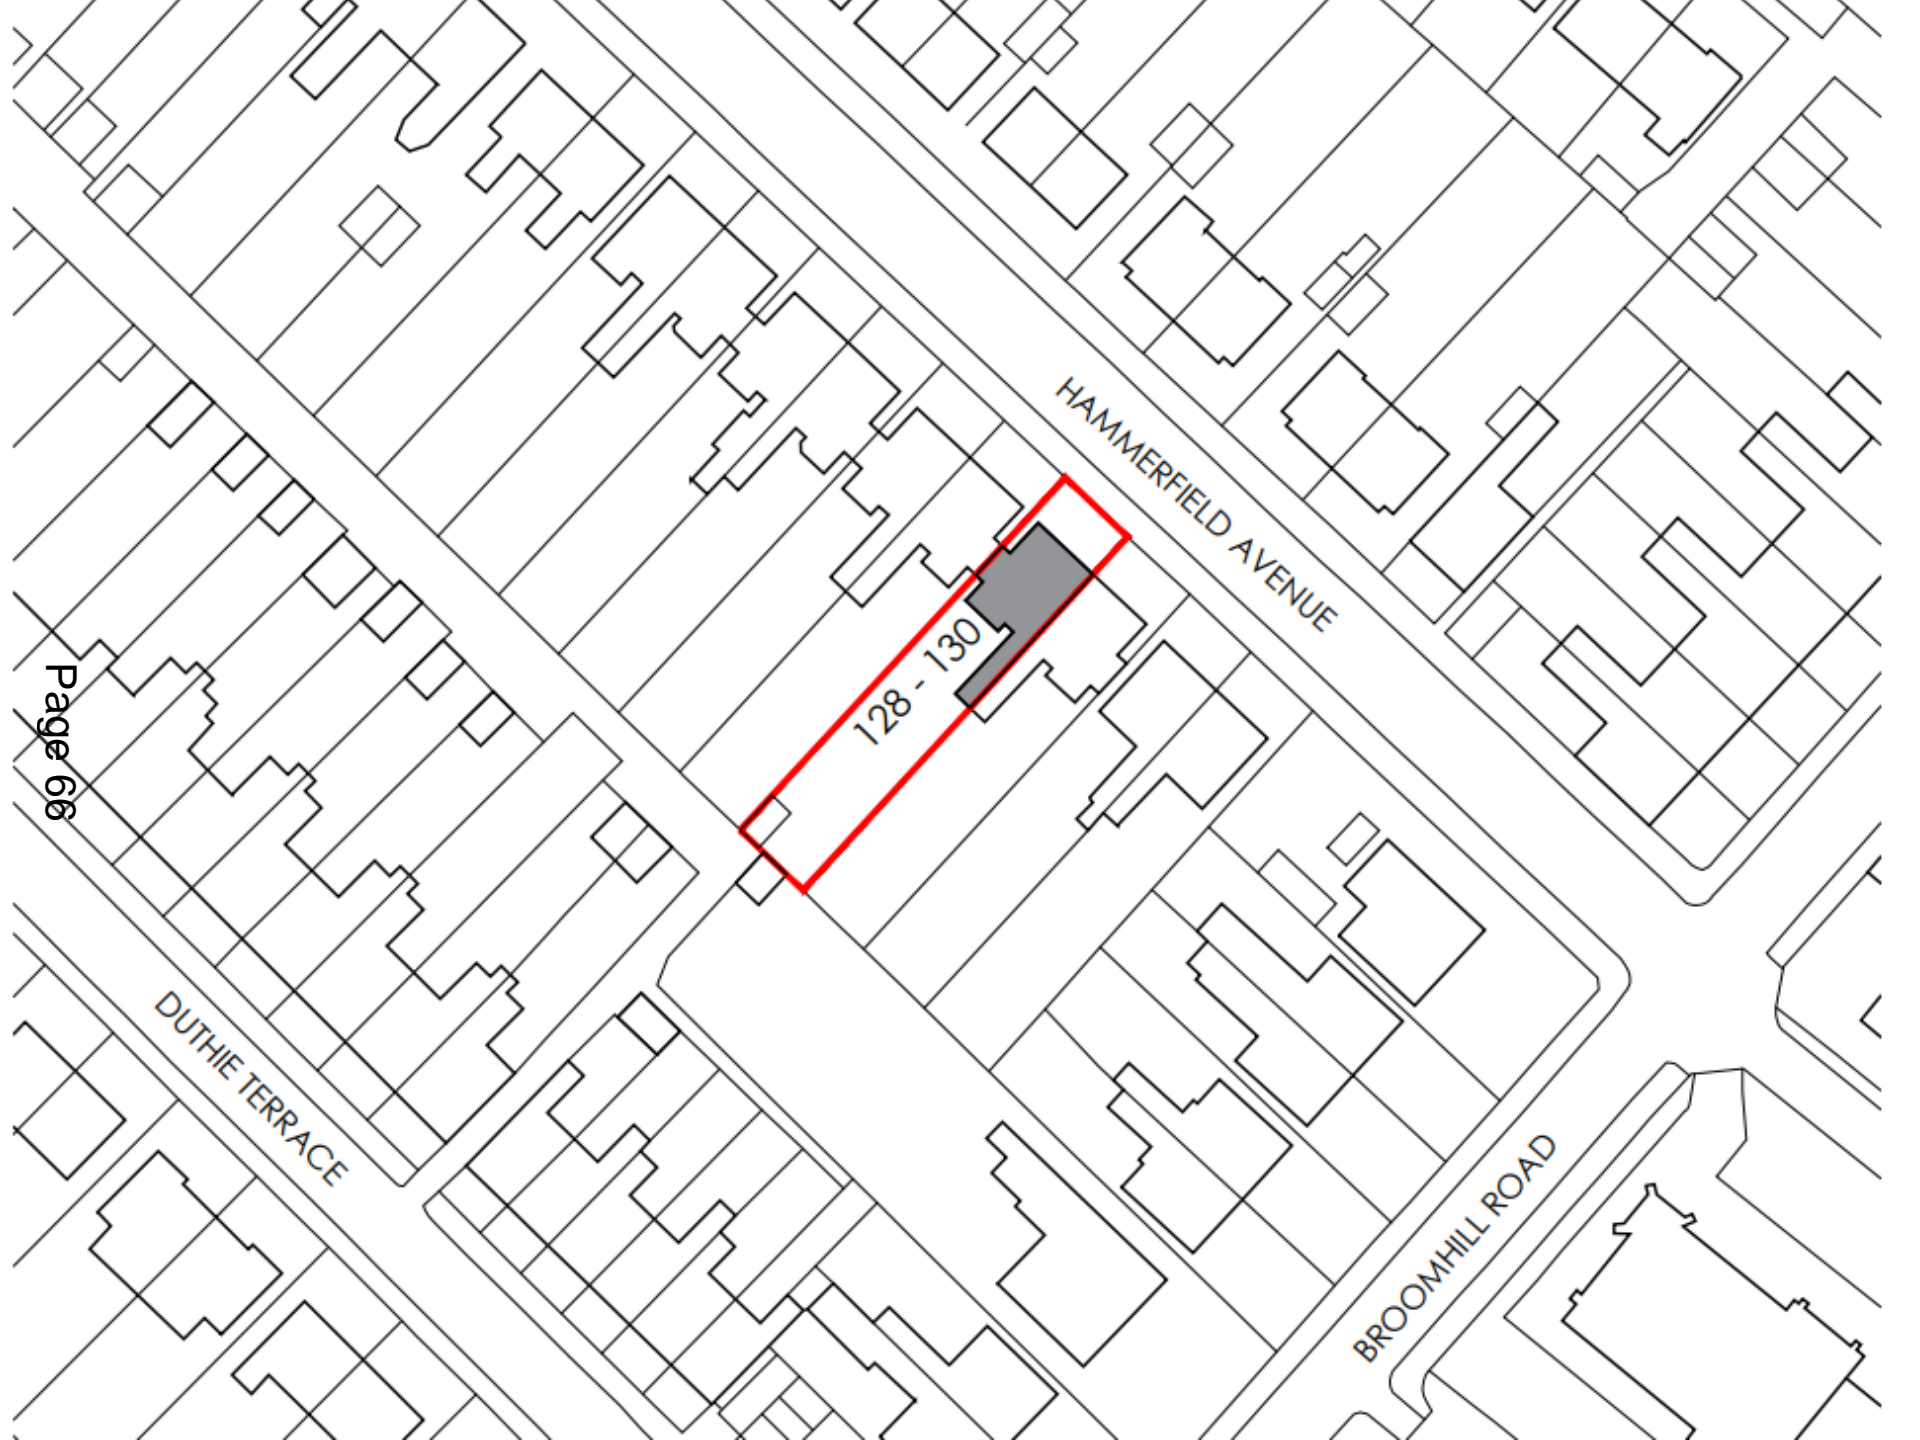 HAMMERFIELD AVENUE
128 - 130
Page 66
DUTHIE TERRACE
BROOMHILL ROAD